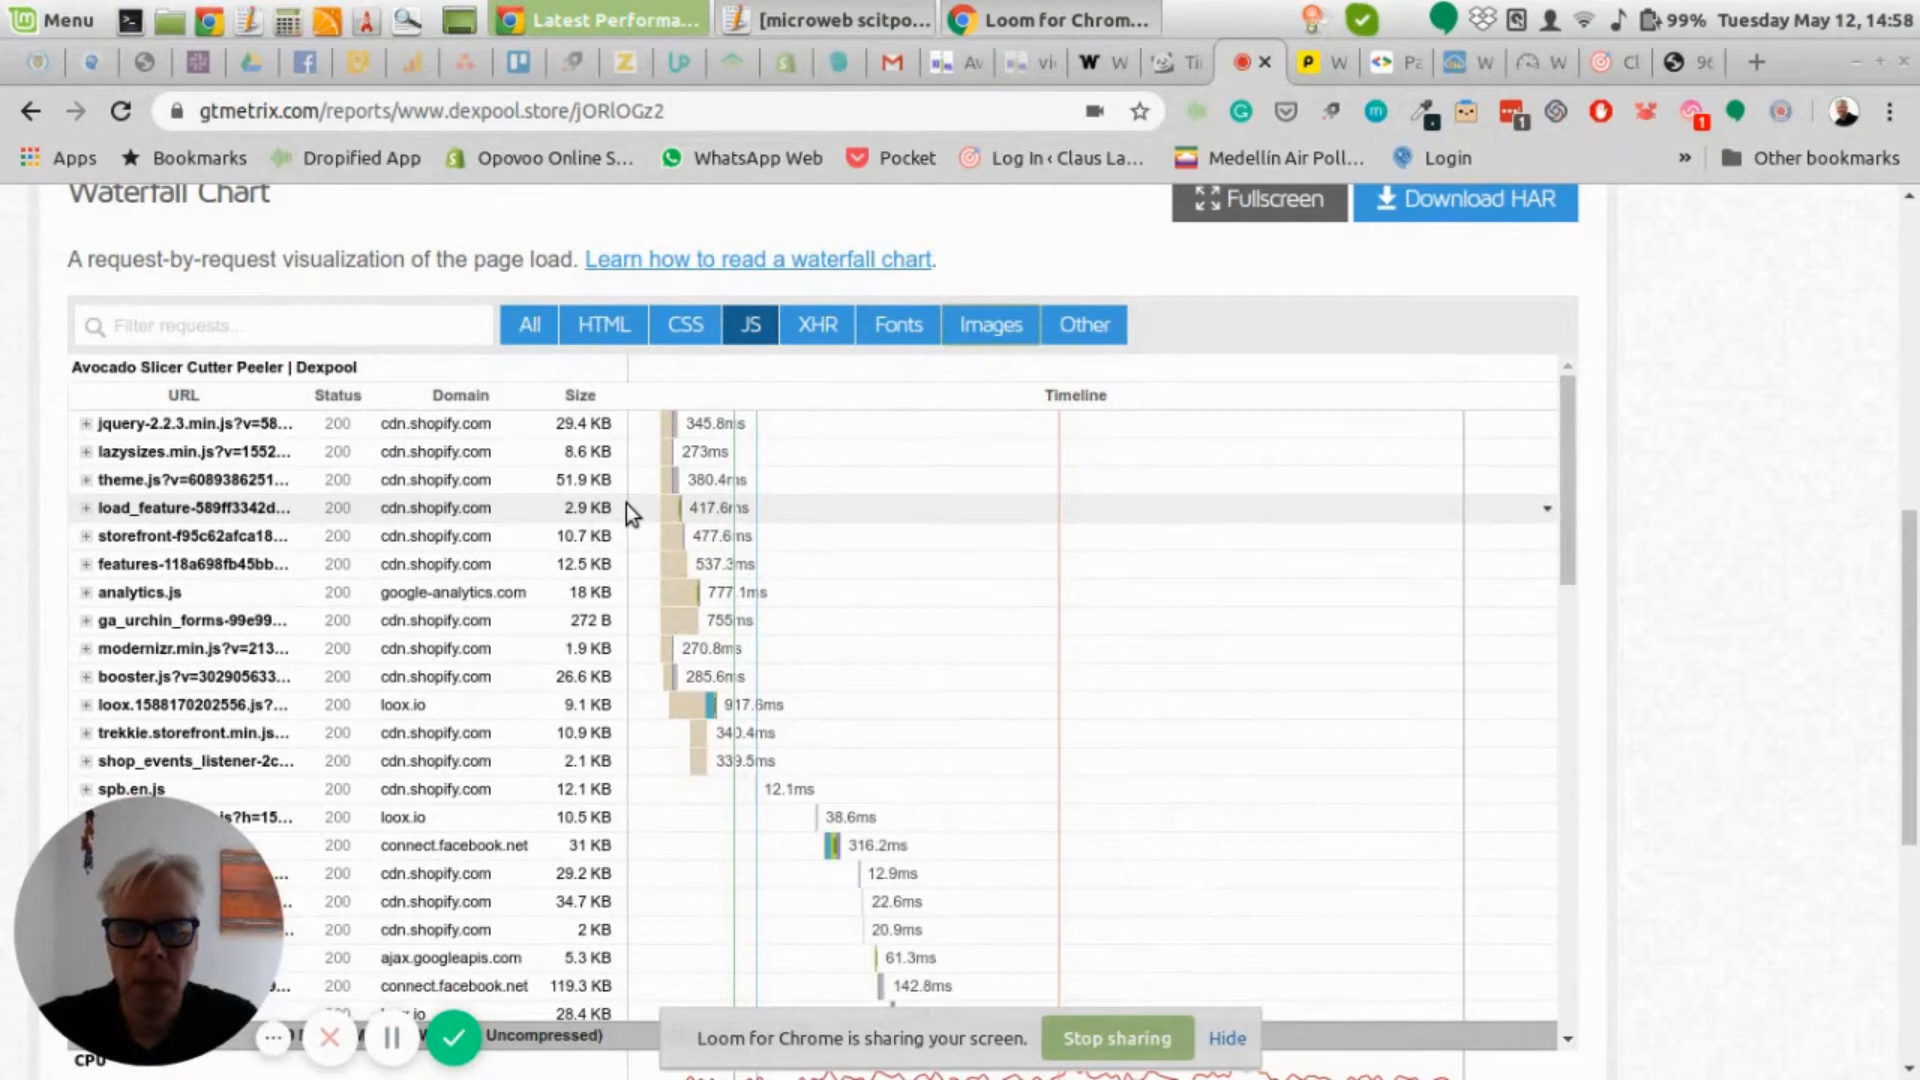 Menu
Latest Performa...
[microweb scitpo...
Loom for Chrom...
99%
Tuesday May 12, 14:58
W
gtmetrix.com/reports/www.dexpool.store/jORlOGz2
Apps
Bookmarks
Dropified App
Opovoo Online S...
WhatsApp Web
Pocket
Log In ‹ Claus La...
Medellín Air Poll...
Login
»
Other bookmarks
Waterfall Chart
Fullscreen
Download HAR
A request-by-request visualization of the page load. Learn how to read a waterfall chart.
Filter requests...
All HTML CSS JS XHR Fonts Images Other
Avocado Slicer Cutter Peeler | Dexpool
URL Status Domain Size Timeline
jquery-2.2.3.min.js?v=58... 200 cdn.shopify.com 29.4 KB 345.8ms
lazysizes.min.js?v=1552... 200 cdn.shopify.com 8.6 KB 273ms
theme.js?v=6089386251... 200 cdn.shopify.com 51.9 KB 380.4ms
load_feature-589ff3342d... 200 cdn.shopify.com 2.9 KB 417.6ms
storefront-f95c62afca18... 200 cdn.shopify.com 10.7 KB 477.6ms
features-118a698fb45bb... 200 cdn.shopify.com 12.5 KB 537.3ms
analytics.js 200 google-analytics.com 18 KB 777.1ms
ga_urchin_forms-99e99... 200 cdn.shopify.com 272 B 755ms
modernizr.min.js?v=213... 200 cdn.shopify.com 1.9 KB 270.8ms
booster.js?v=302905633... 200 cdn.shopify.com 26.6 KB 285.6ms
loox.1588170202556.js?... 200 loox.io 9.1 KB 917.6ms
trekkie.storefront.min.js... 200 cdn.shopify.com 10.9 KB 340.4ms
shop_events_listener-2c... 200 cdn.shopify.com 2.1 KB 339.5ms
spb.en.js 200 cdn.shopify.com 12.1 KB 12.1ms
js?h=15... 200 loox.io 10.5 KB 38.6ms
200 connect.facebook.net 31 KB 316.2ms
200 cdn.shopify.com 29.2 KB 12.9ms
200 cdn.shopify.com 34.7 KB 22.6ms
200 cdn.shopify.com 2 KB 20.9ms
200 ajax.googleapis.com 5.3 KB 61.3ms
200 connect.facebook.net 119.3 KB 142.8ms
28.4 KB
Uncompressed)
CPU
Loom for Chrome is sharing your screen.
Stop sharing
Hide